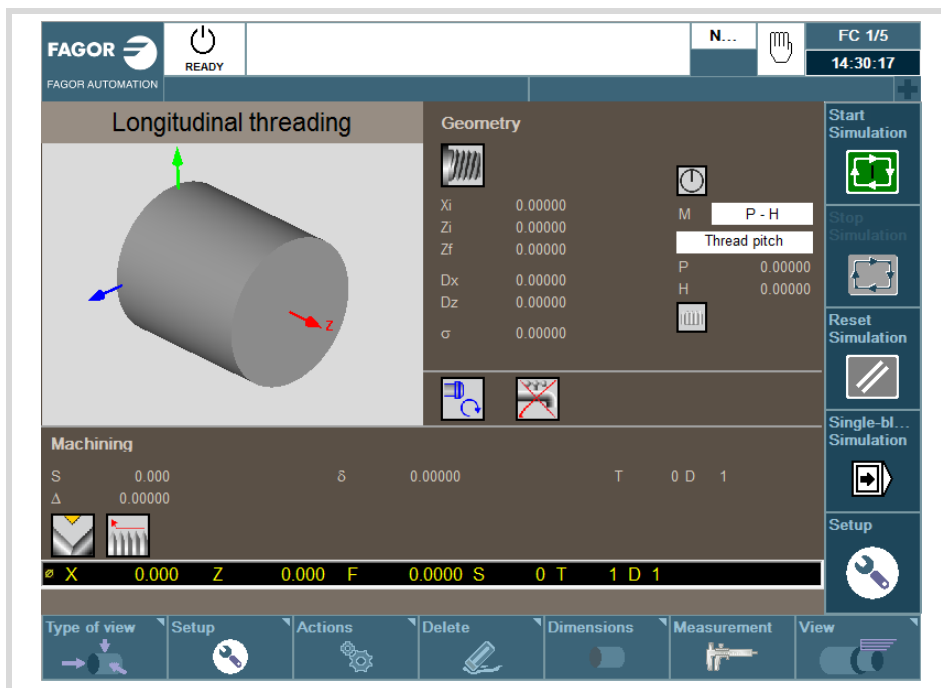 FAGOR
READY
N...
FC 1/5
14:30:17
FAGOR AUTOMATION
Longitudinal threading
Z
Geometry
Xi 0.00000
Zi 0.00000
Zf 0.00000
Dx 0.00000
Dz 0.00000
σ 0.00000
M P - H
Thread pitch
P 0.00000
H 0.00000
Start
Simulation
Stop
Simulation
Reset
Simulation
Single-bl...
Simulation
Setup
Machining
S 0.000 δ 0.00000 T 0 D 1
Δ 0.00000
ø X 0.000 Z 0.000 F 0.0000 S 0 T 1 D 1
Type of view
Setup
Actions
Delete
Dimensions
Measurement
View